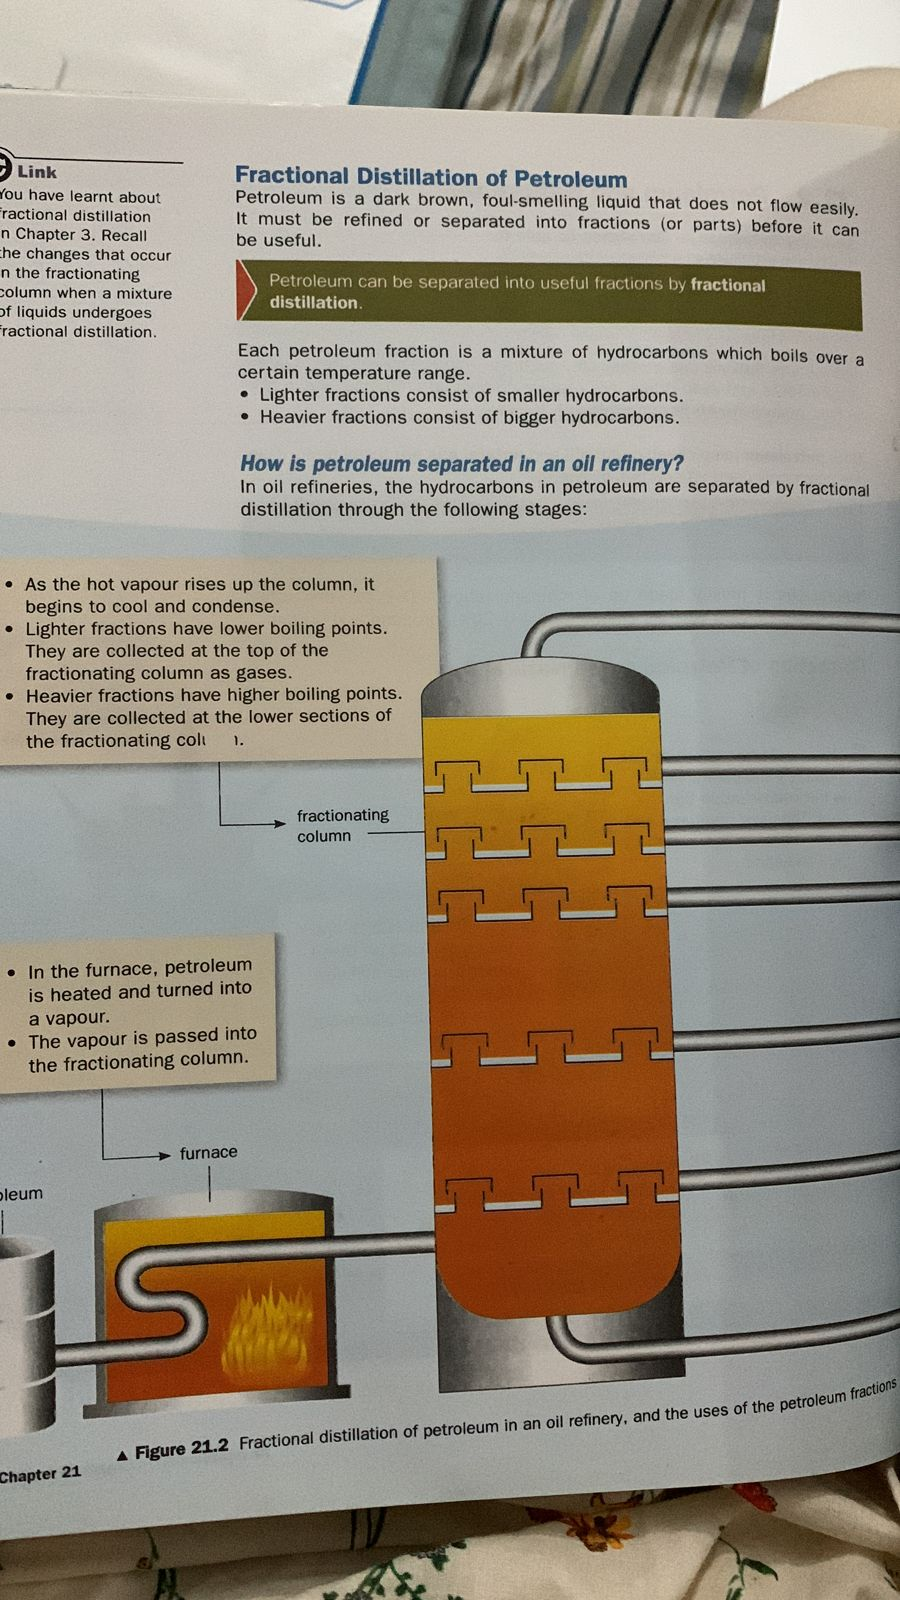 Link
You have learnt about
fractional distillation
in Chapter 3. Recall
the changes that occur
in the fractionating
column when a mixture
of liquids undergoes
fractional distillation.
Fractional Distillation of Petroleum
Petroleum is a dark brown, foul-smelling liquid that does not flow easily.
It must be refined or separated into fractions (or parts) before it can
be useful.
Petroleum can be separated into useful fractions by fractional
distillation.
Each petroleum fraction is a mixture of hydrocarbons which boils over a
certain temperature range.
• Lighter fractions consist of smaller hydrocarbons.
• Heavier fractions consist of bigger hydrocarbons.
How is petroleum separated in an oil refinery?
In oil refineries, the hydrocarbons in petroleum are separated by fractional
distillation through the following stages:
• As the hot vapour rises up the column, it
begins to cool and condense.
• Lighter fractions have lower boiling points.
They are collected at the top of the
fractionating column as gases.
• Heavier fractions have higher boiling points.
They are collected at the lower sections of
the fractionating
fractionating
column
• In the furnace, petroleum
is heated and turned into
a vapour.
• The vapour is passed into
the fractionating column.
furnace
oleum
▲ Figure 21.2 Fractional distillation of petroleum in an oil refinery, and the uses of the petroleum fractions
Chapter 21